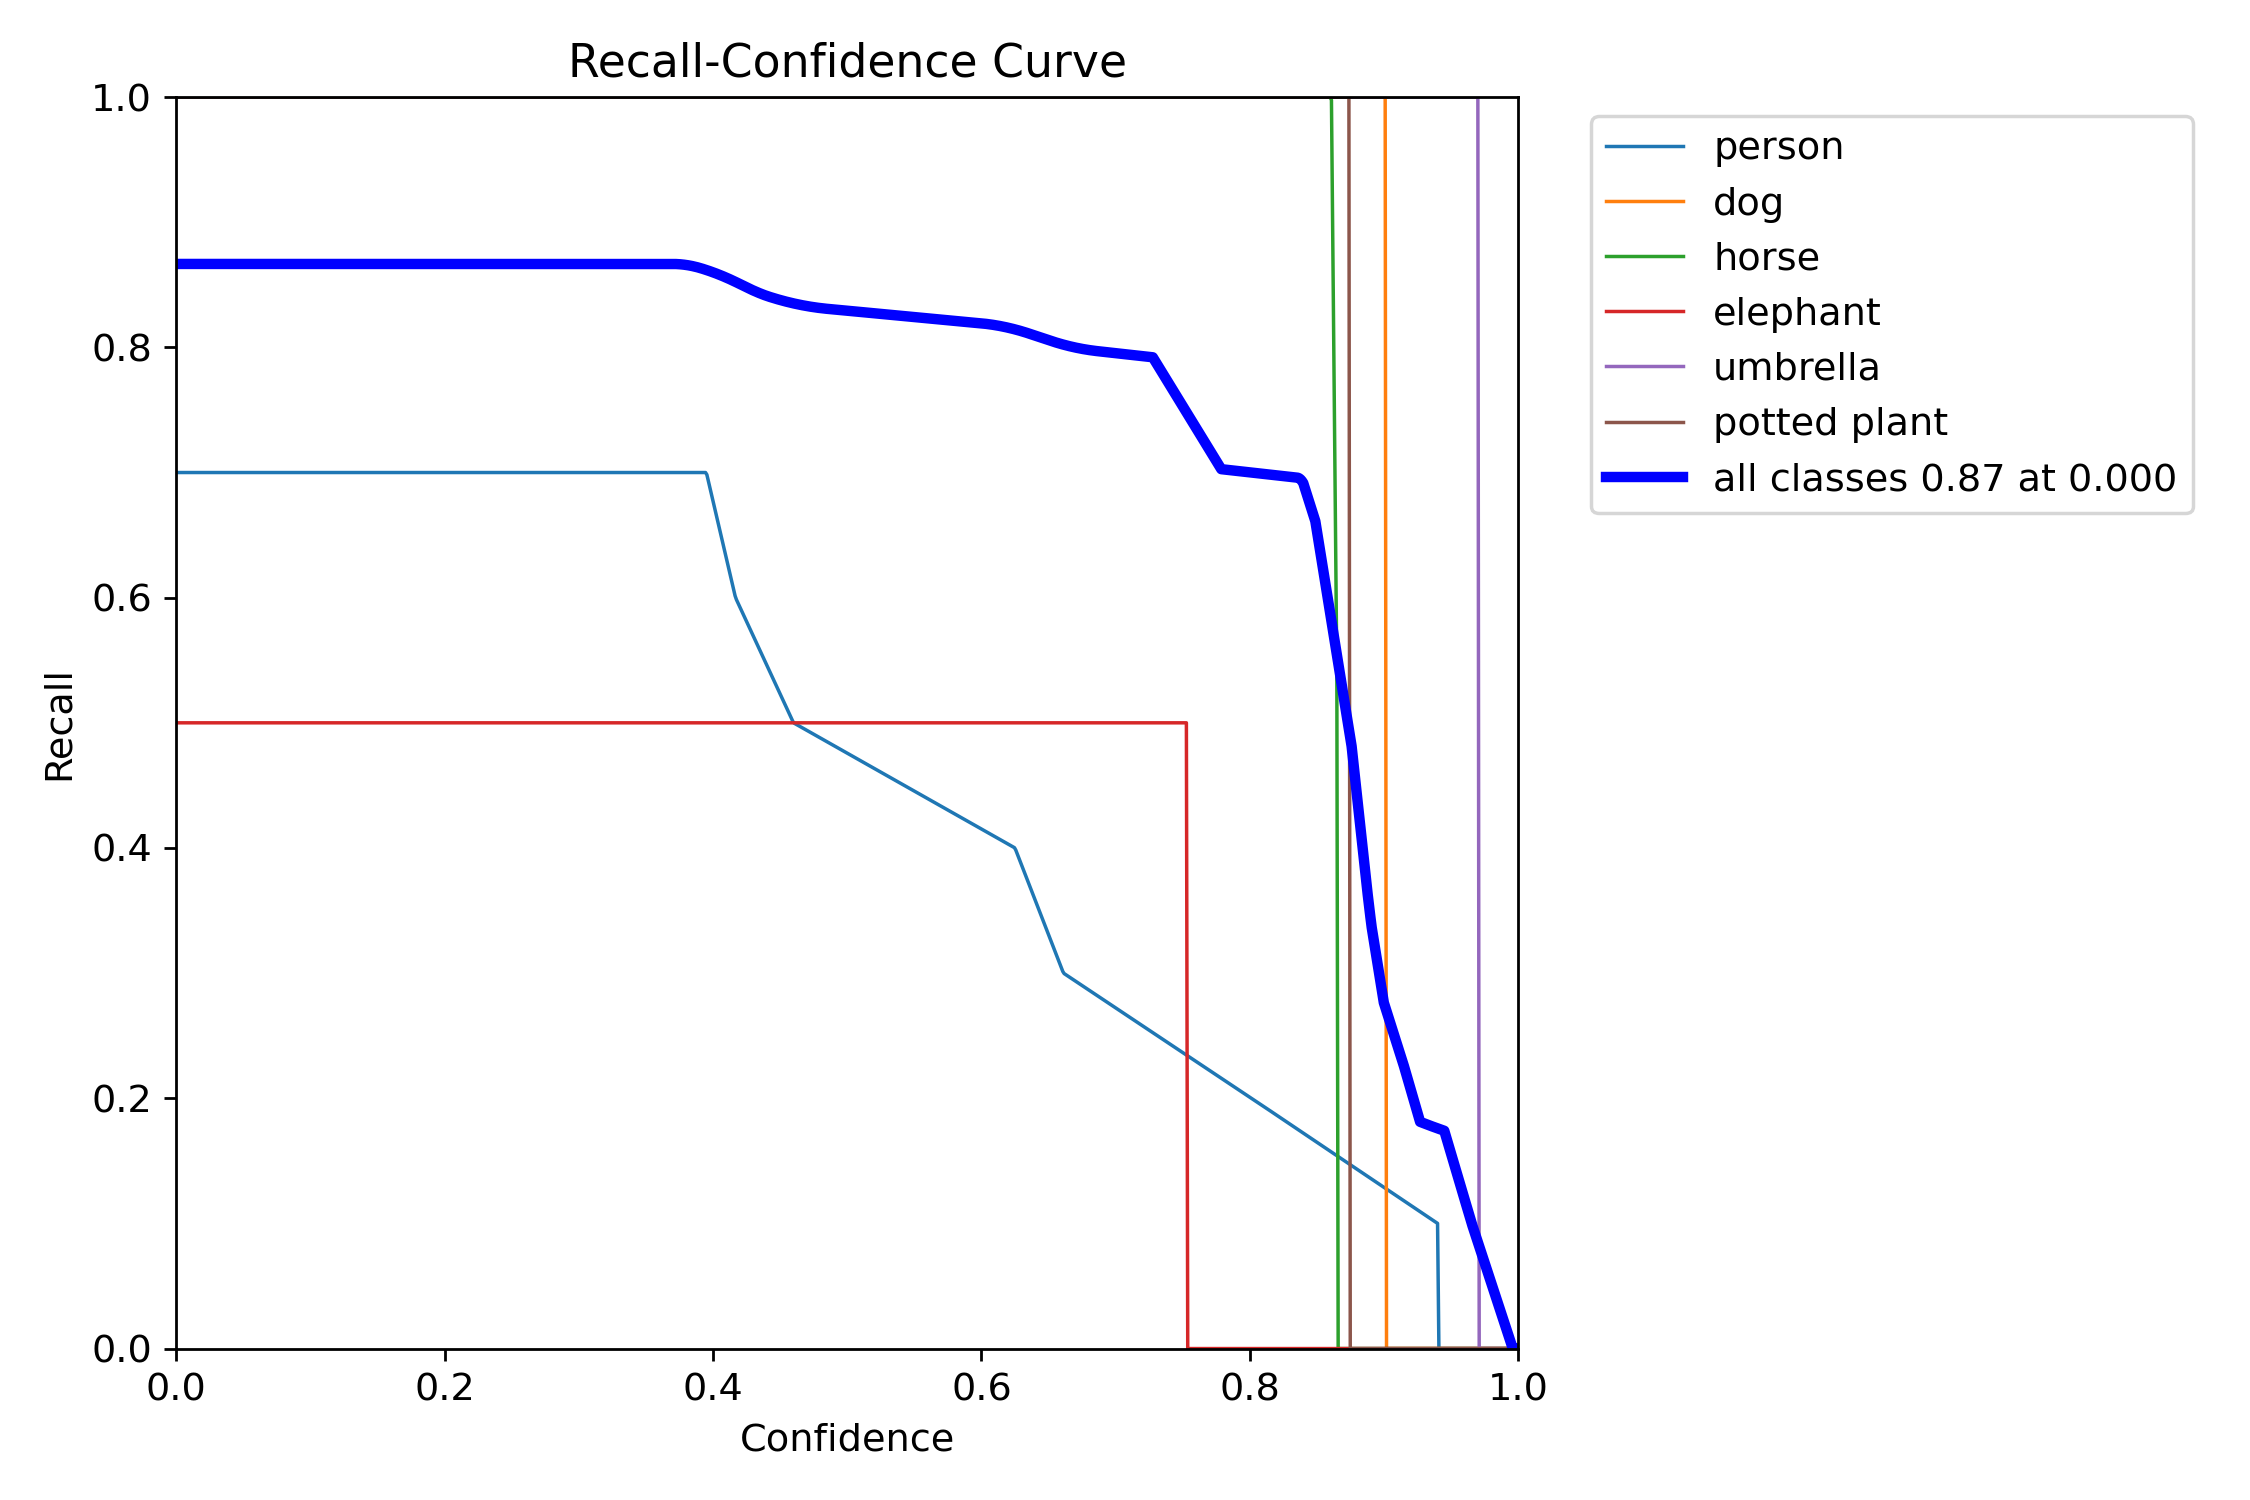 Recall-Confidence Curve
1.0
0.8
0.6
0.4
0.2
0.0
Recall
0.0 0.2 0.4 0.6 0.8 1.0
Confidence
person
dog
horse
elephant
umbrella
potted plant
all classes 0.87 at 0.000